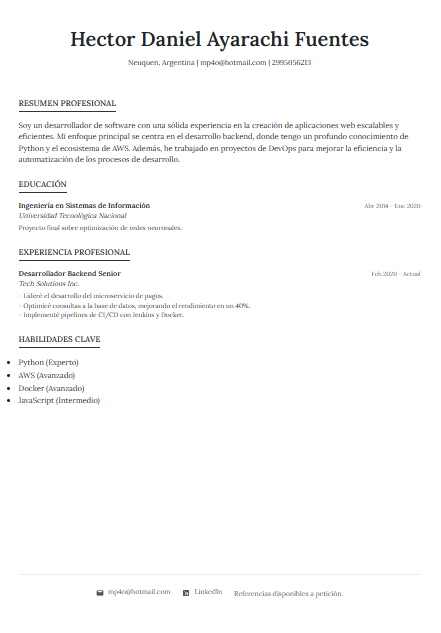 Hector Daniel Ayarachi Fuentes
Neuquen, Argentina | mp4o@hotmail.com | 2995056213
RESUMEN PROFESIONAL
Soy un desarrollador de software con una sólida experiencia en la creación de aplicaciones web escalables y
eficientes. Mi enfoque principal se centra en el desarrollo backend, donde tengo un profundo conocimiento de
Python y el ecosistema de AWS. Además, he trabajado en proyectos de DevOps para mejorar la eficiencia y la
automatización de los procesos de desarrollo.
EDUCACIÓN
Ingeniería en Sistemas de Información Abr 2014 - Ene 2020
Universidad Tecnológica Nacional
Proyecto final sobre optimización de redes neuronales.
EXPERIENCIA PROFESIONAL
Desarrollador Backend Senior Feb 2020 - Actual
Tech Solutions Inc.
· Lideré el desarrollo del microservicio de pagos.
· Optimicé consultas a la base de datos, mejorando el rendimiento en un 40%.
· Implementé pipelines de CI/CD con Jenkins y Docker.
HABILIDADES CLAVE
• Python (Experto)
• AWS (Avanzado)
• Docker (Avanzado)
• JavaScript (Intermedio)
mp4o@hotmail.com LinkedIn Referencias disponibles a petición.